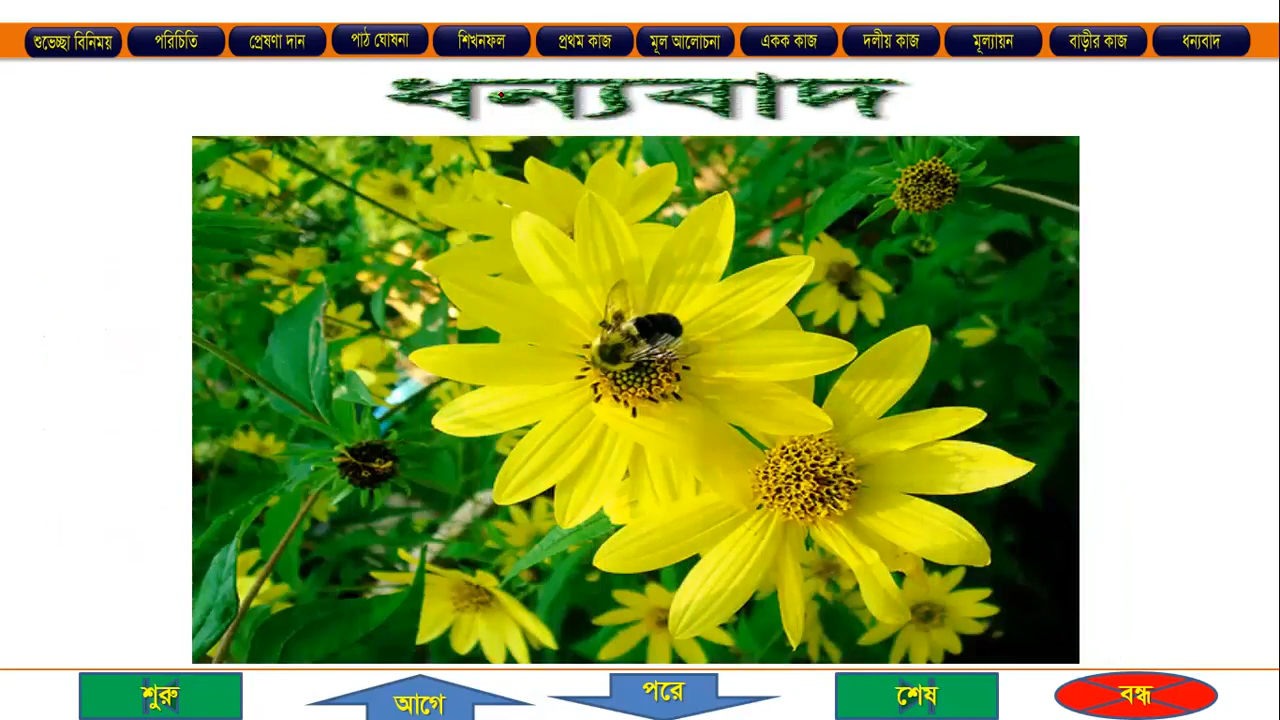 শুভেচ্ছা বিনিময় পরিচিতি প্রেষণা দান পাঠ ঘোষনা শিখনফল প্রথম কাজ মূল আলোচনা একক কাজ দলীয় কাজ মূল্যায়ন বাড়ীর কাজ ধন্যবাদ
ধন্যবাদ
শুরু আগে পরে শেষ বন্ধ